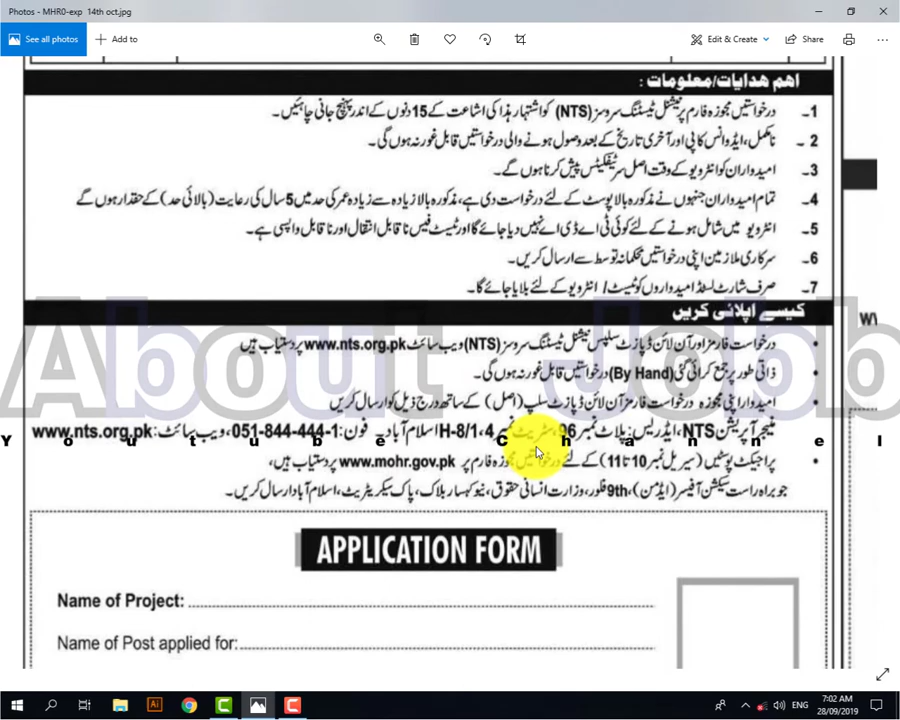 Photos - MHR0-exp 14th oct.jpg
See all photos
Add to
Edit & Create
Share
اهم هدایات/معلومات :
1۔ درخواستیں مجوزہ فارم پر نیشنل ٹیسٹنگ سروسز (NTS) کو اشتہار ہذا کی اشاعت کے 15 دنوں کے اندر پہنچ جانی چاہئیں۔
2۔ نامکمل، ایڈوانس کاپی اور آخری تاریخ کے بعد وصول ہونے والی درخواستیں قابل غور نہ ہوں گی۔
3۔ امیدواران کو انٹرویو کے وقت اصل سرٹیفکیٹس پیش کرنا ہوں گے۔
4۔ تمام امیدواران جنہوں نے مذکورہ بالا پوسٹ کے لئے درخواست دی ہے، مذکورہ بالا زیادہ سے زیادہ عمر کی حد میں 5 سال کی رعایت (بالائی حد) کے حقدار ہوں گے
5۔ انٹرویو میں شامل ہونے کے لئے کوئی ٹی اے ڈی اے نہیں دیا جائے گا اور ٹیسٹ فیس ناقابل انتقال اور ناقابل واپسی ہے۔
6۔ سرکاری ملازمین اپنی درخواستیں محکمانہ توسط سے ارسال کریں۔
7۔ صرف شارٹ لسٹڈ امیدواروں کو ٹیسٹ / انٹرویو کے لئے بلایا جائے گا۔
کیسے اپلائی کریں
• درخواست فارمز اور آن لائن ڈپازٹ سلپس نیشنل ٹیسٹنگ سروسز (NTS) ویب سائٹ www.nts.org.pk پر دستیاب ہیں
• ذاتی طور پر جمع کرائی گئی (By Hand) درخواستیں قابل غور نہ ہوں گی۔
• امیدوار اپنی مجوزہ درخواست فارمز آن لائن ڈپازٹ سلپ (اصل) کے ساتھ درج ذیل کو ارسال کریں
منیجر آپریشن NTS، ایڈریس: پلاٹ نمبر 96، سٹریٹ نمبر 4، H-8/1 اسلام آباد۔ فون: 051-844-444-1، ویب سائٹ: www.nts.org.pk
• پراجیکٹ پوسٹیں (سیریل نمبر 10 تا 11) کے لئے درخواستیں مجوزہ فارم پر www.mohr.gov.pk پر دستیاب ہیں،
جو براہ راست سیکشن آفیسر (ایڈمن)، 9th فلور، وزارت انسانی حقوق، نیو کہسار بلاک، پاک سیکریٹریٹ، اسلام آباد ارسال کریں۔
About Jobb
Youtube Channel
APPLICATION FORM
Name of Project:
Name of Post applied for:
ENG
7:02 AM
28/09/2019